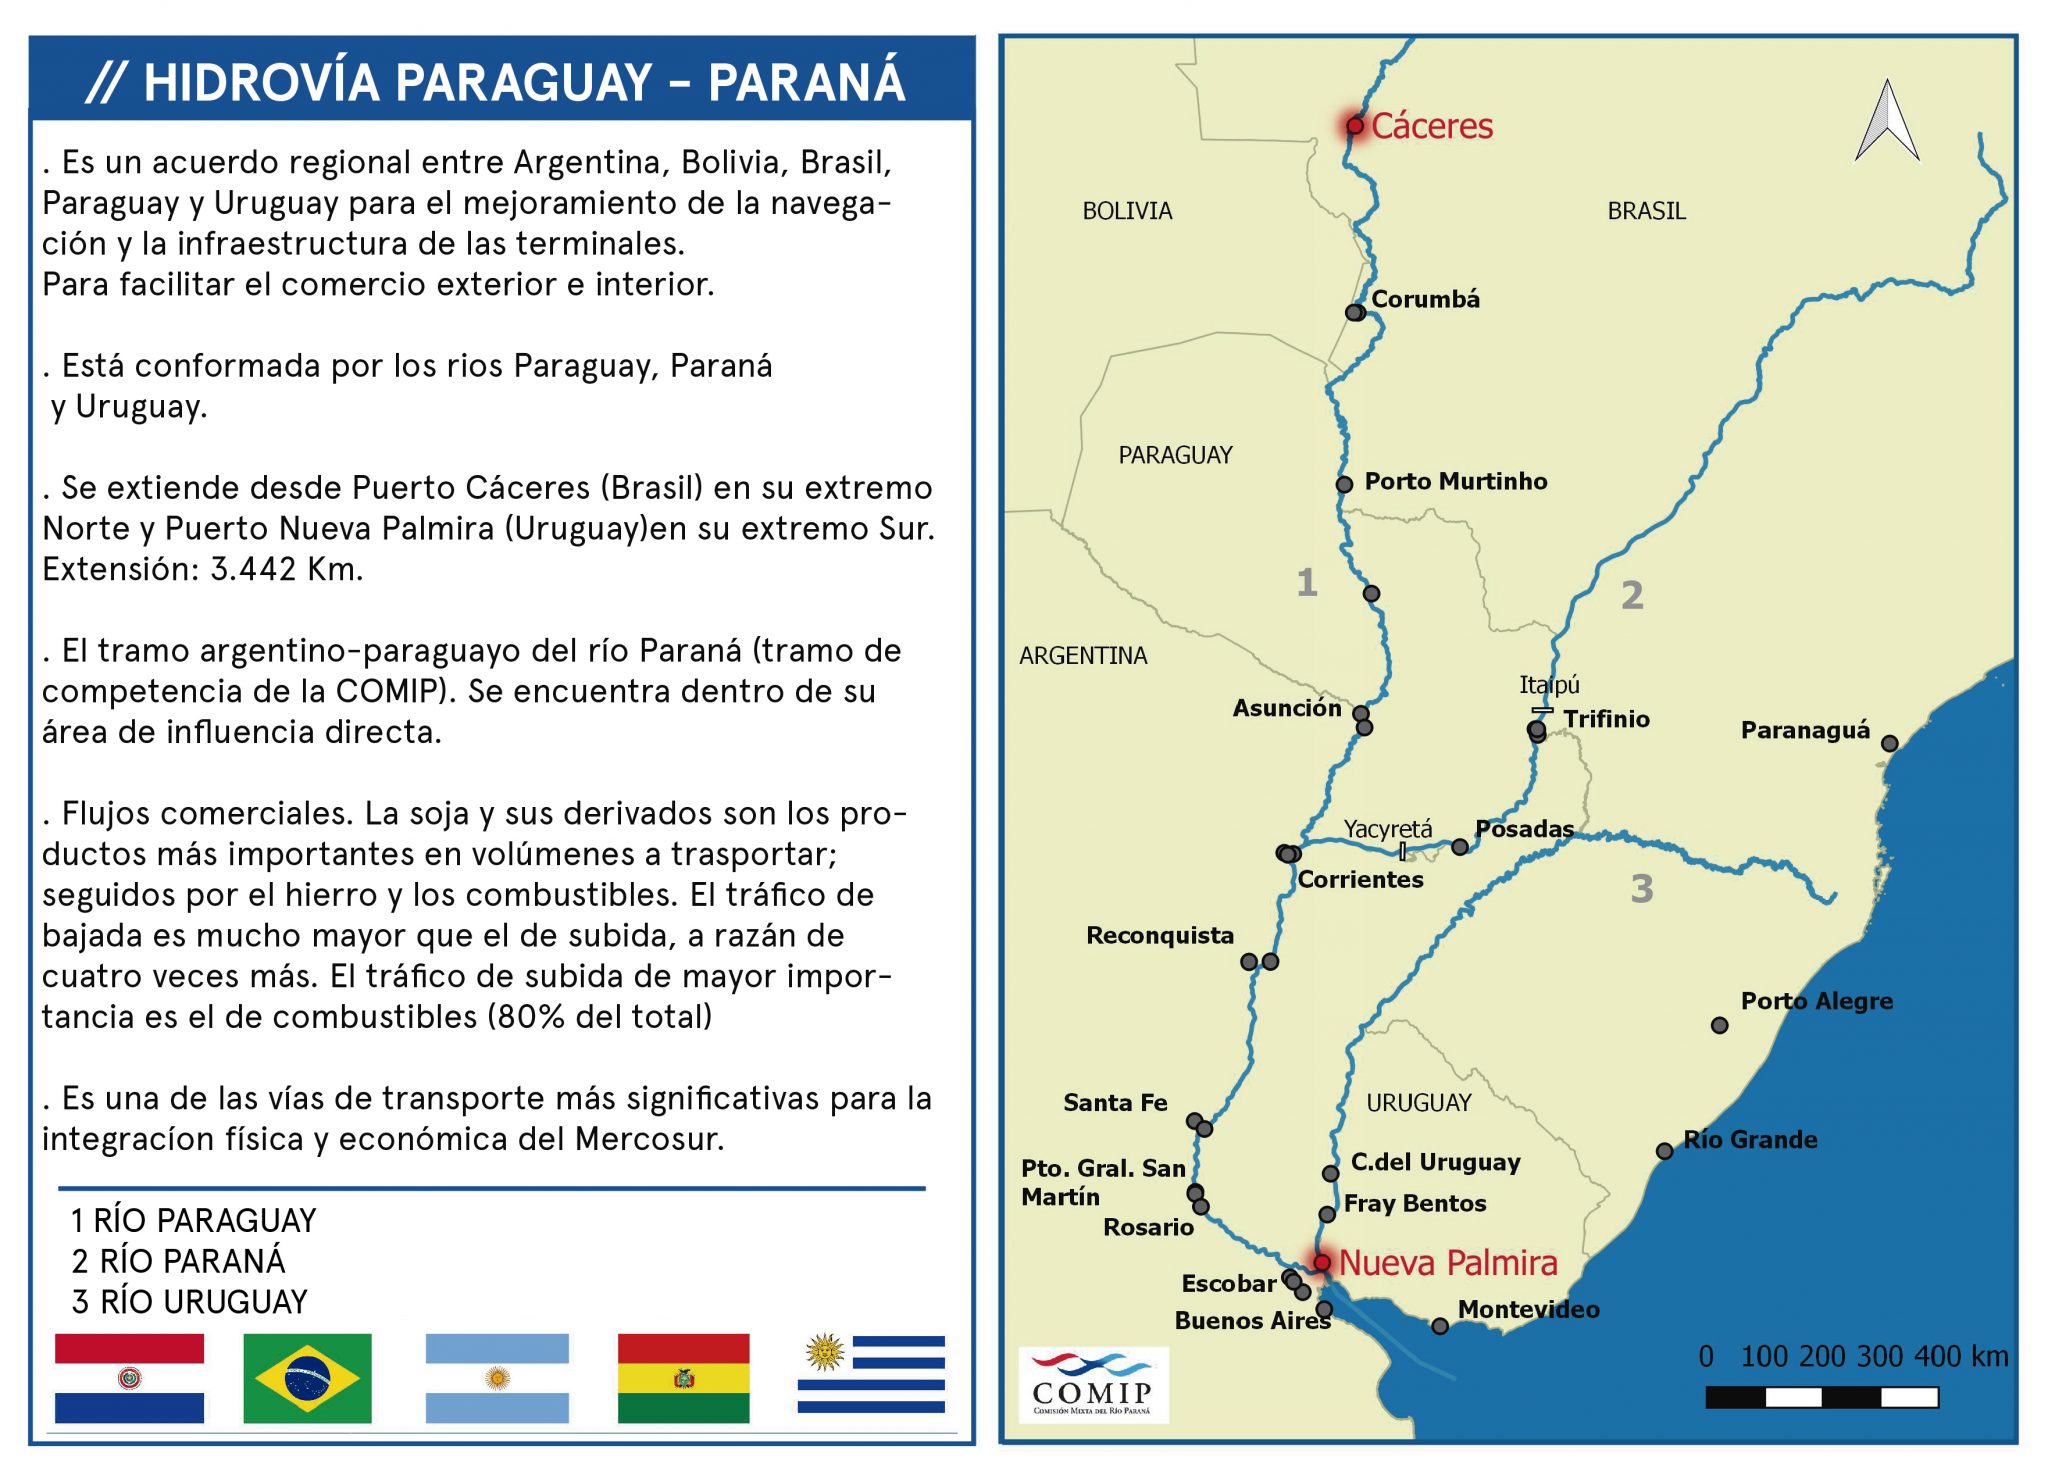 // HIDROVÍA PARAGUAY - PARANÁ
. Es un acuerdo regional entre Argentina, Bolivia, Brasil,
Paraguay y Uruguay para el mejoramiento de la navega-
ción y la infraestructura de las terminales.
Para facilitar el comercio exterior e interior.
. Está conformada por los rios Paraguay, Paraná
y Uruguay.
. Se extiende desde Puerto Cáceres (Brasil) en su extremo
Norte y Puerto Nueva Palmira (Uruguay)en su extremo Sur.
Extensión: 3.442 Km.
. El tramo argentino-paraguayo del río Paraná (tramo de
competencia de la COMIP). Se encuentra dentro de su
área de influencia directa.
. Flujos comerciales. La soja y sus derivados son los pro-
ductos más importantes en volúmenes a trasportar;
seguidos por el hierro y los combustibles. El tráfico de
bajada es mucho mayor que el de subida, a razán de
cuatro veces más. El tráfico de subida de mayor impor-
tancia es el de combustibles (80% del total)
. Es una de las vías de transporte más significativas para la
integracíon física y económica del Mercosur.
1 RÍO PARAGUAY
2 RÍO PARANÁ
3 RÍO URUGUAY
Cáceres
BOLIVIA
BRASIL
Corumbá
PARAGUAY
Porto Murtinho
1
2
ARGENTINA
Itaipú
Asunción
Trifinio
Paranaguá
Yacyretá
Posadas
Corrientes
3
Reconquista
Porto Alegre
Santa Fe
URUGUAY
Río Grande
Pto. Gral. San
Martín
C.del Uruguay
Fray Bentos
Rosario
Nueva Palmira
Escobar
Buenos Aires
Montevideo
0 100 200 300 400 km
COMIP
COMISIÓN MIXTA DEL RÍO PARANÁ